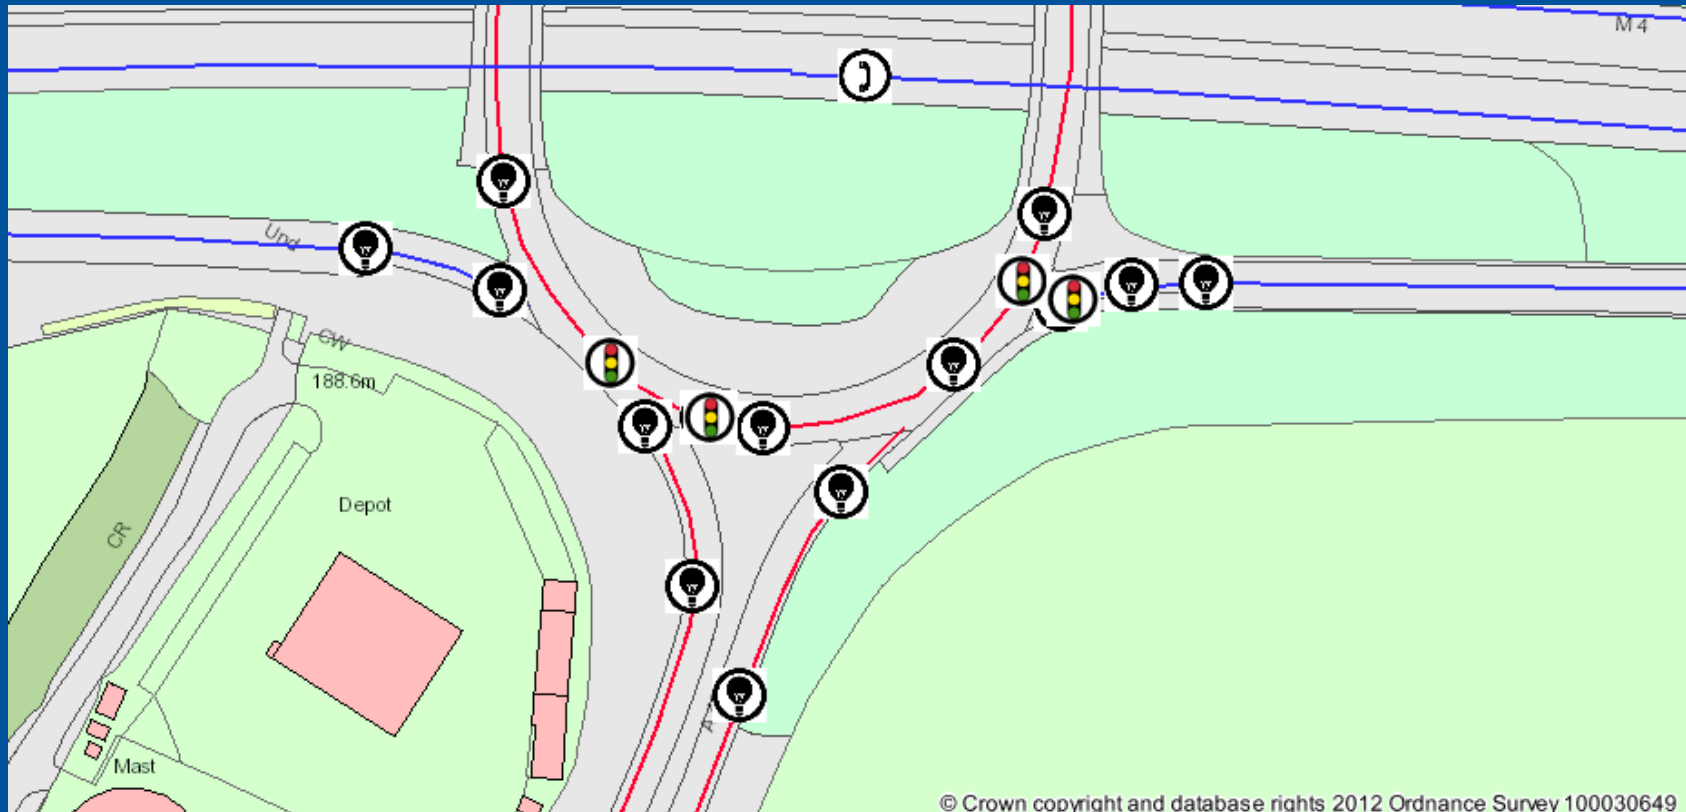 M 4
Und
CW
188.6m
Depot
CR
Mast
© Crown copyright and database rights 2012 Ordnance Survey 100030649